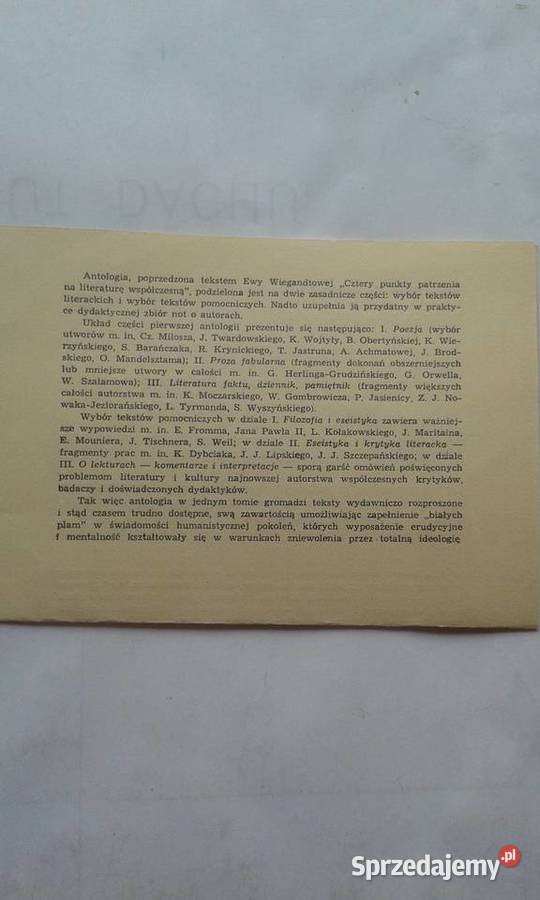 UT DACHU
Antologia, poprzedzona tekstem Ewy Wiegandtowej „Cztery punkty patrzenia
na literaturę współczesną", podzielona jest na dwie zasadnicze części: wybór tekstów
literackich i wybór tekstów pomocniczych. Nadto uzupełnia ją przydatny w prakty-
ce dydaktycznej zbiór not o autorach.
Układ części pierwszej antologii prezentuje się następująco: I. Poezja (wybór
utworów m. in. Cz. Miłosza, J. Twardowskiego, K. Wojtyły, B. Obertyńskiej, K. Wie-
rzyńskiego, S. Barańczaka, R. Krynickiego, T. Jastruna, A. Achmatowej, J. Brod-
skiego, O. Mandelsztama); II. Proza fabularna (fragmenty dokonań obszerniejszych
lub mniejsze utwory w całości m. in. G. Herlinga-Grudzińskiego, G. Orwella,
W. Szałamowa); III. Literatura faktu, dziennik, pamiętnik (fragmenty większych
całości autorstwa m. in. K. Moczarskiego, W. Gombrowicza, P. Jasienicy, Z. J. No-
waka-Jeziorańskiego, L. Tyrmanda, S. Wyszyńskiego).
Wybór tekstów pomocniczych w dziale I. Filozofia i eseistyka zawiera ważniej-
sze wypowiedzi m. in. E. Fromma, Jana Pawła II, L. Kołakowskiego, J. Maritaina,
E. Mouniera, J. Tischnera, S. Weil; w dziale II. Eseistyka i krytyka literacka —
fragmenty prac m. in. K. Dybciaka, J. J. Lipskiego, J. J. Szczepańskiego; w dziale
III. O lekturach — komentarze i interpretacje — sporą garść omówień poświęconych
problemom literatury i kultury najnowszej autorstwa współczesnych krytyków,
badaczy i doświadczonych dydaktyków.
Tak więc antologia w jednym tomie gromadzi teksty wydawniczo rozproszone
i stąd czasem trudno dostępne, swą zawartością umożliwiając zapełnienie „białych
plam" w świadomości humanistycznej pokoleń, których wyposażenie erudycyjne
f mentalność kształtowały się w warunkach zniewolenia przez totalną ideologię
Sprzedajemy.pl